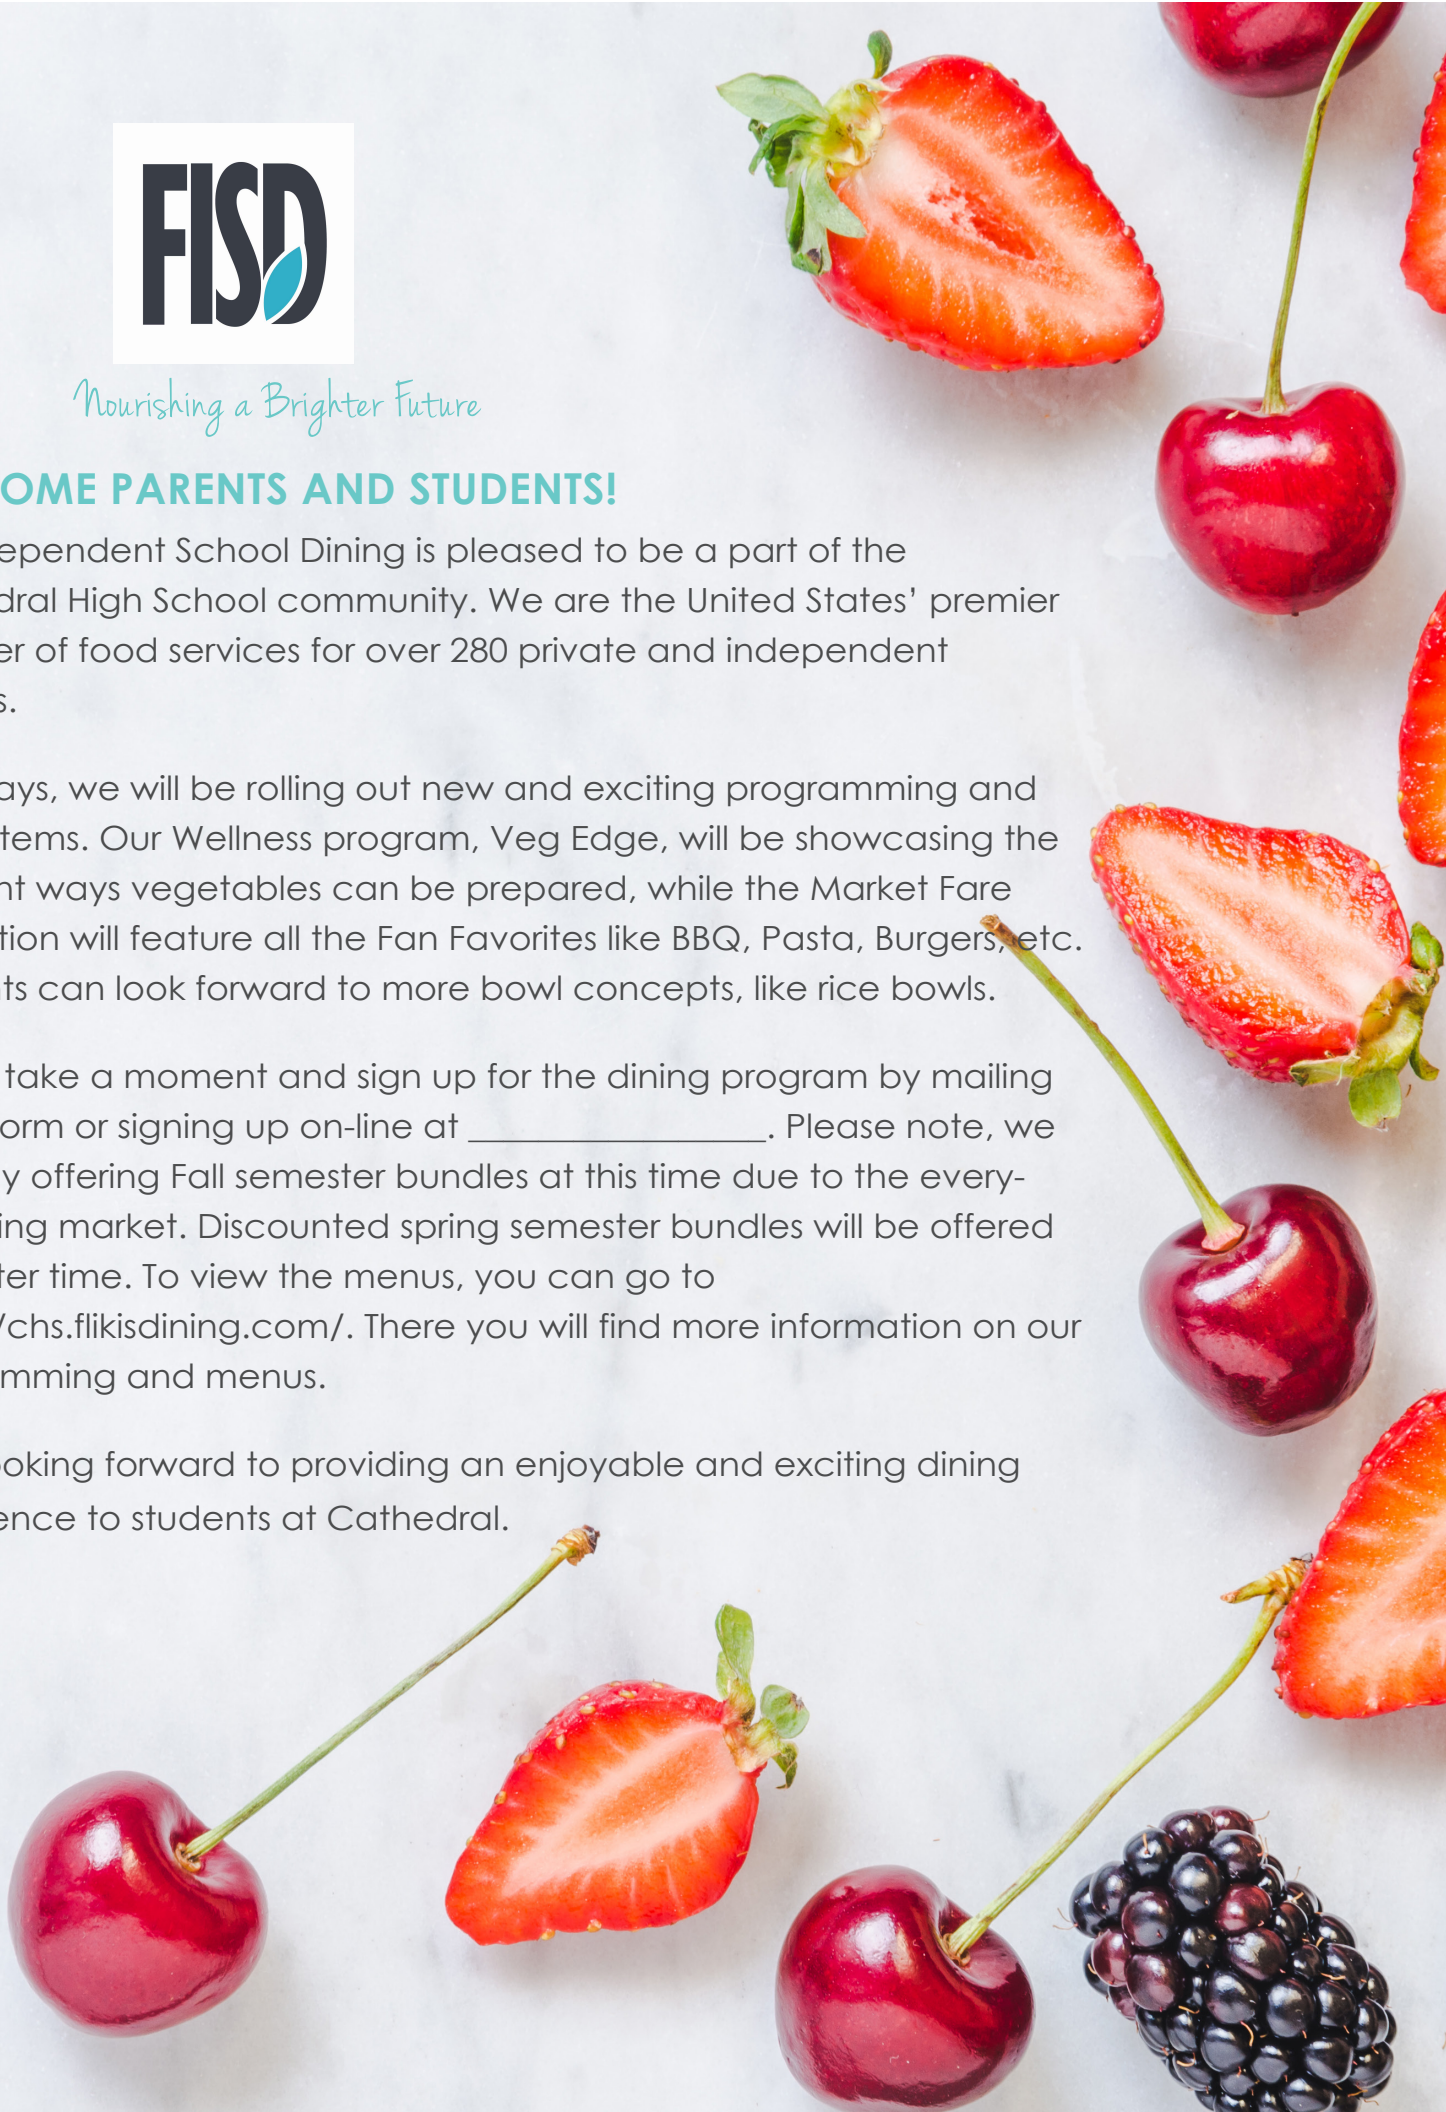 FISD
Nourishing a Brighter Future
OME PARENTS AND STUDENTS!
ependent School Dining is pleased to be a part of the
dral High School community. We are the United States’ premier
er of food services for over 280 private and independent
s.
ays, we will be rolling out new and exciting programming and
tems. Our Wellness program, Veg Edge, will be showcasing the
nt ways vegetables can be prepared, while the Market Fare
tion will feature all the Fan Favorites like BBQ, Pasta, Burgers, etc.
ts can look forward to more bowl concepts, like rice bowls.
take a moment and sign up for the dining program by mailing
orm or signing up on-line at ________________. Please note, we
y offering Fall semester bundles at this time due to the every-
ing market. Discounted spring semester bundles will be offered
ter time. To view the menus, you can go to
/chs.flikisdining.com/. There you will find more information on our
mming and menus.
ooking forward to providing an enjoyable and exciting dining
ence to students at Cathedral.